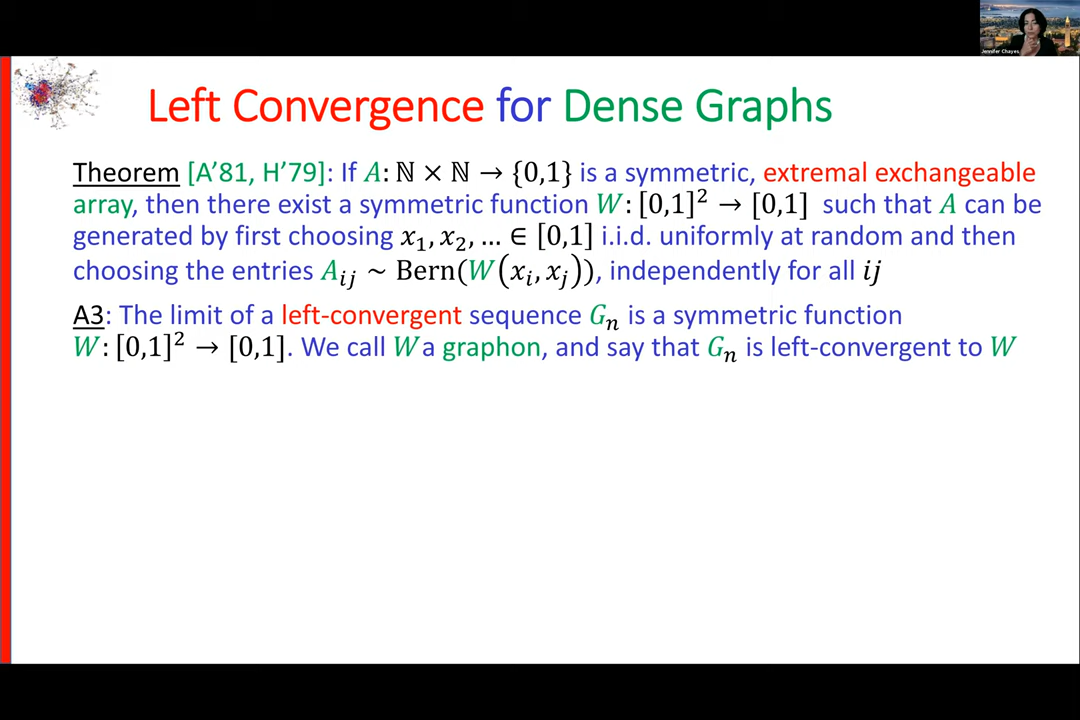 Jennifer Chayes
Left Convergence for Dense Graphs
Theorem [A’81, H’79]: If A: ℕ × ℕ → {0,1} is a symmetric, extremal exchangeable
array, then there exist a symmetric function W: [0,1]² → [0,1] such that A can be
generated by first choosing x₁, x₂, … ∈ [0,1] i.i.d. uniformly at random and then
choosing the entries Aᵢⱼ ~ Bern(W(xᵢ, xⱼ)), independently for all ij
A3: The limit of a left-convergent sequence Gₙ is a symmetric function
W: [0,1]² → [0,1]. We call W a graphon, and say that Gₙ is left-convergent to W